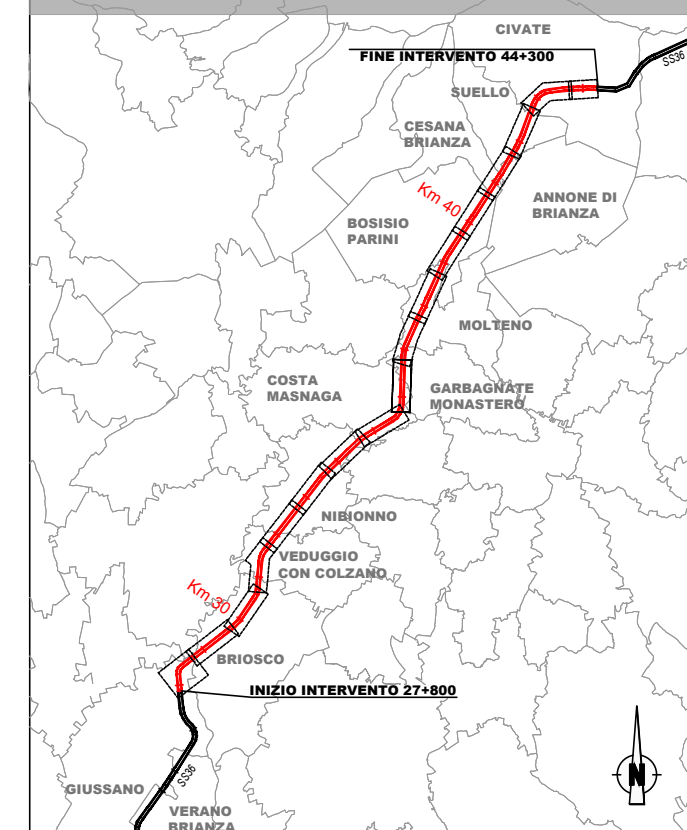 CIVATE
FINE INTERVENTO 44+300
SS36
SUELLO
CESANA
BRIANZA
Km 40
ANNONE DI
BRIANZA
BOSISIO
PARINI
MOLTENO
COSTA
MASNAGA
GARBAGNATE
MONASTERO
NIBIONNO
VEDUGGIO
CON COLZANO
Km 30
BRIOSCO
INIZIO INTERVENTO 27+800
N
SS36
GIUSSANO
VERANO
BRIANZA